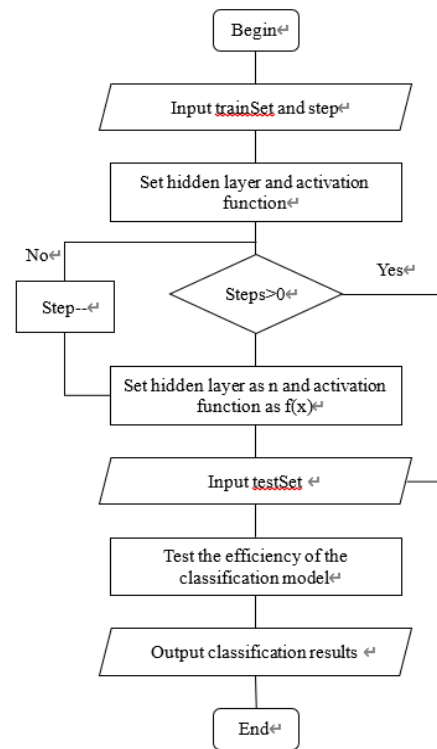 Begin↵
Input trainSet and step↵
Set hidden layer and activation
function↵
No↵
Yes↵
Steps>0↵
Step--↵
Set hidden layer as n and activation
function as f(x)↵
Input testSet ↵
Test the efficiency of the
classification model↵
Output classification results ↵
End↵